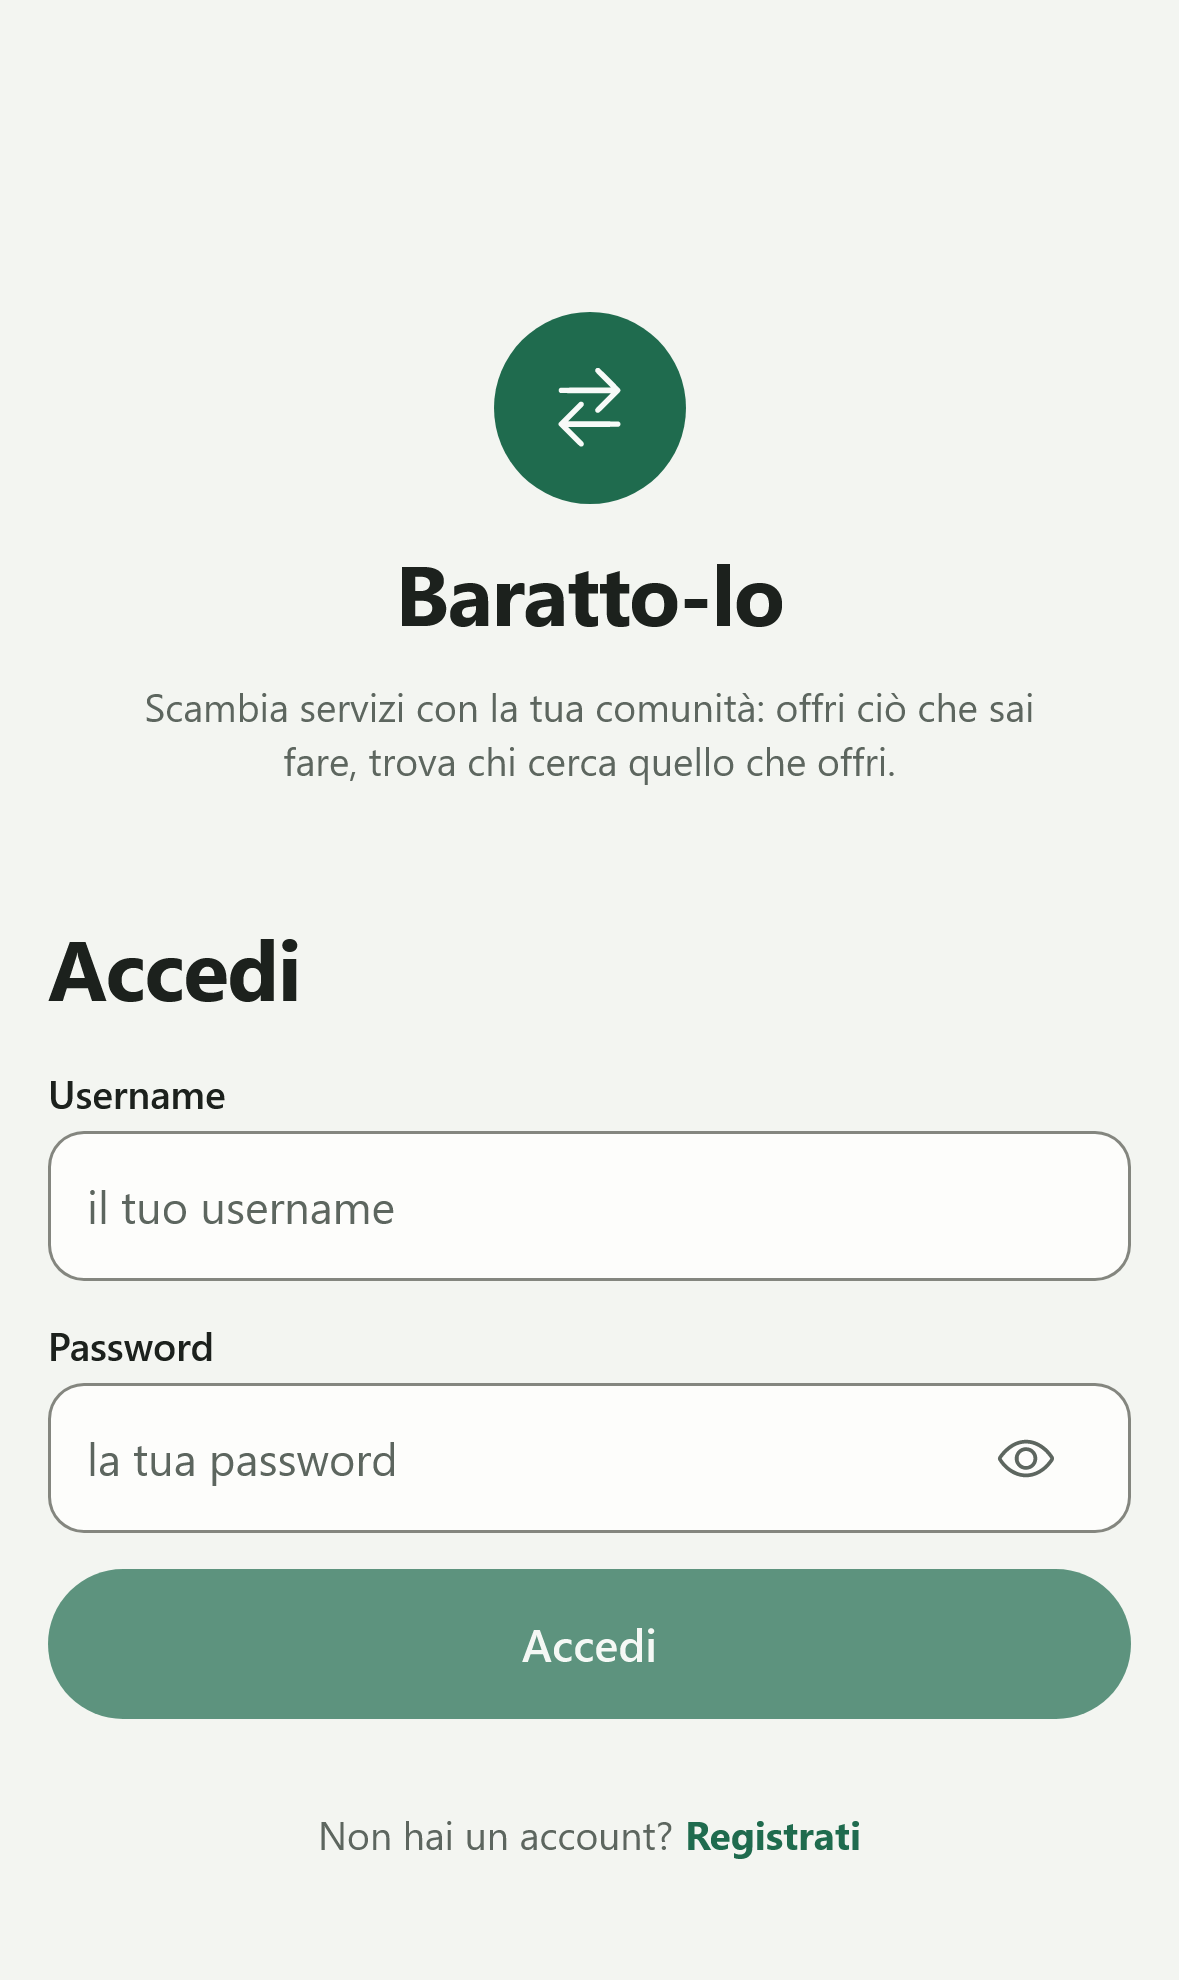 Baratto-lo
Scambia servizi con la tua comunità: offri ciò che sai
fare, trova chi cerca quello che offri.
Accedi
Username
il tuo username
Password
la tua password
Accedi
Non hai un account? Registrati